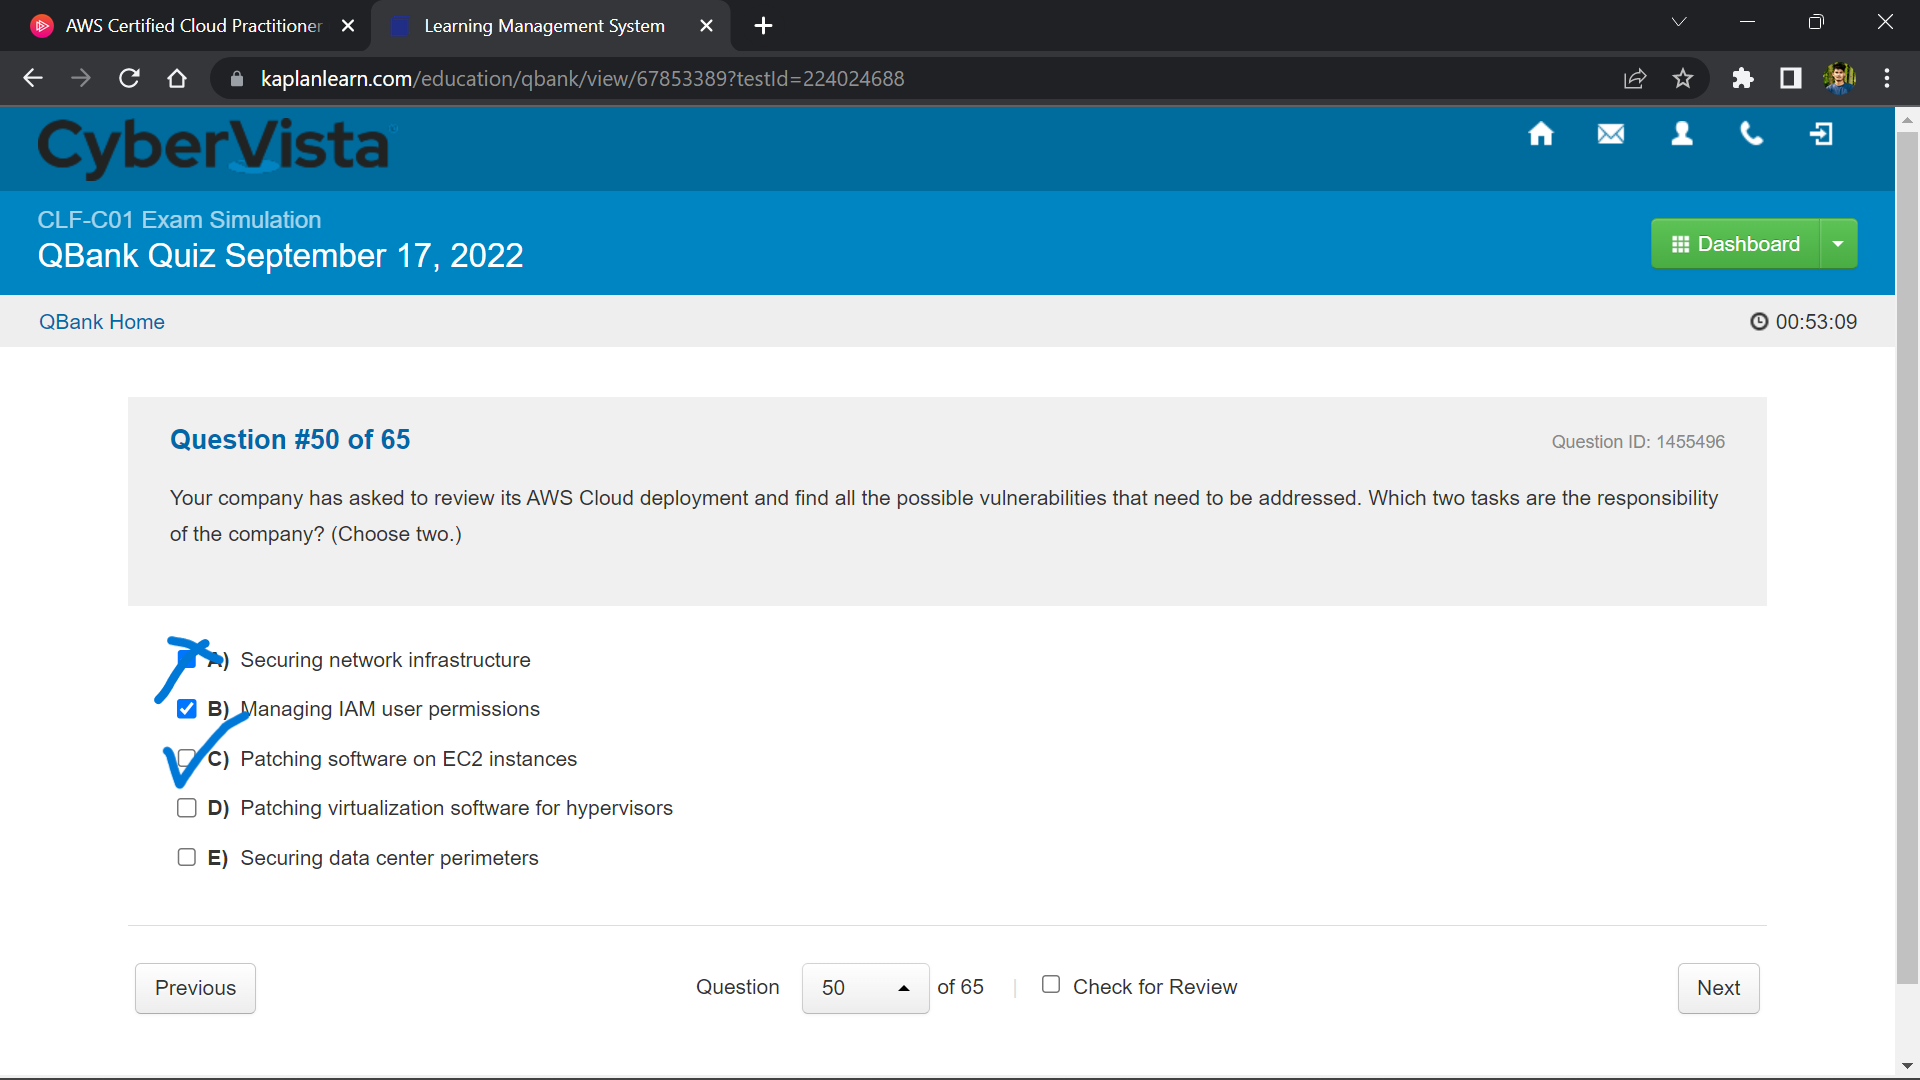 AWS Certified Cloud Practitioner
Learning Management System
kaplanlearn.com/education/qbank/view/67853389?testId=224024688
CyberVista
CLF-C01 Exam Simulation
QBank Quiz September 17, 2022
Dashboard
QBank Home
00:53:09
Question #50 of 65
Question ID: 1455496
Your company has asked to review its AWS Cloud deployment and find all the possible vulnerabilities that need to be addressed. Which two tasks are the responsibility
of the company? (Choose two.)
A) Securing network infrastructure
B) Managing IAM user permissions
C) Patching software on EC2 instances
D) Patching virtualization software for hypervisors
E) Securing data center perimeters
Previous
Question 50 of 65
Check for Review
Next